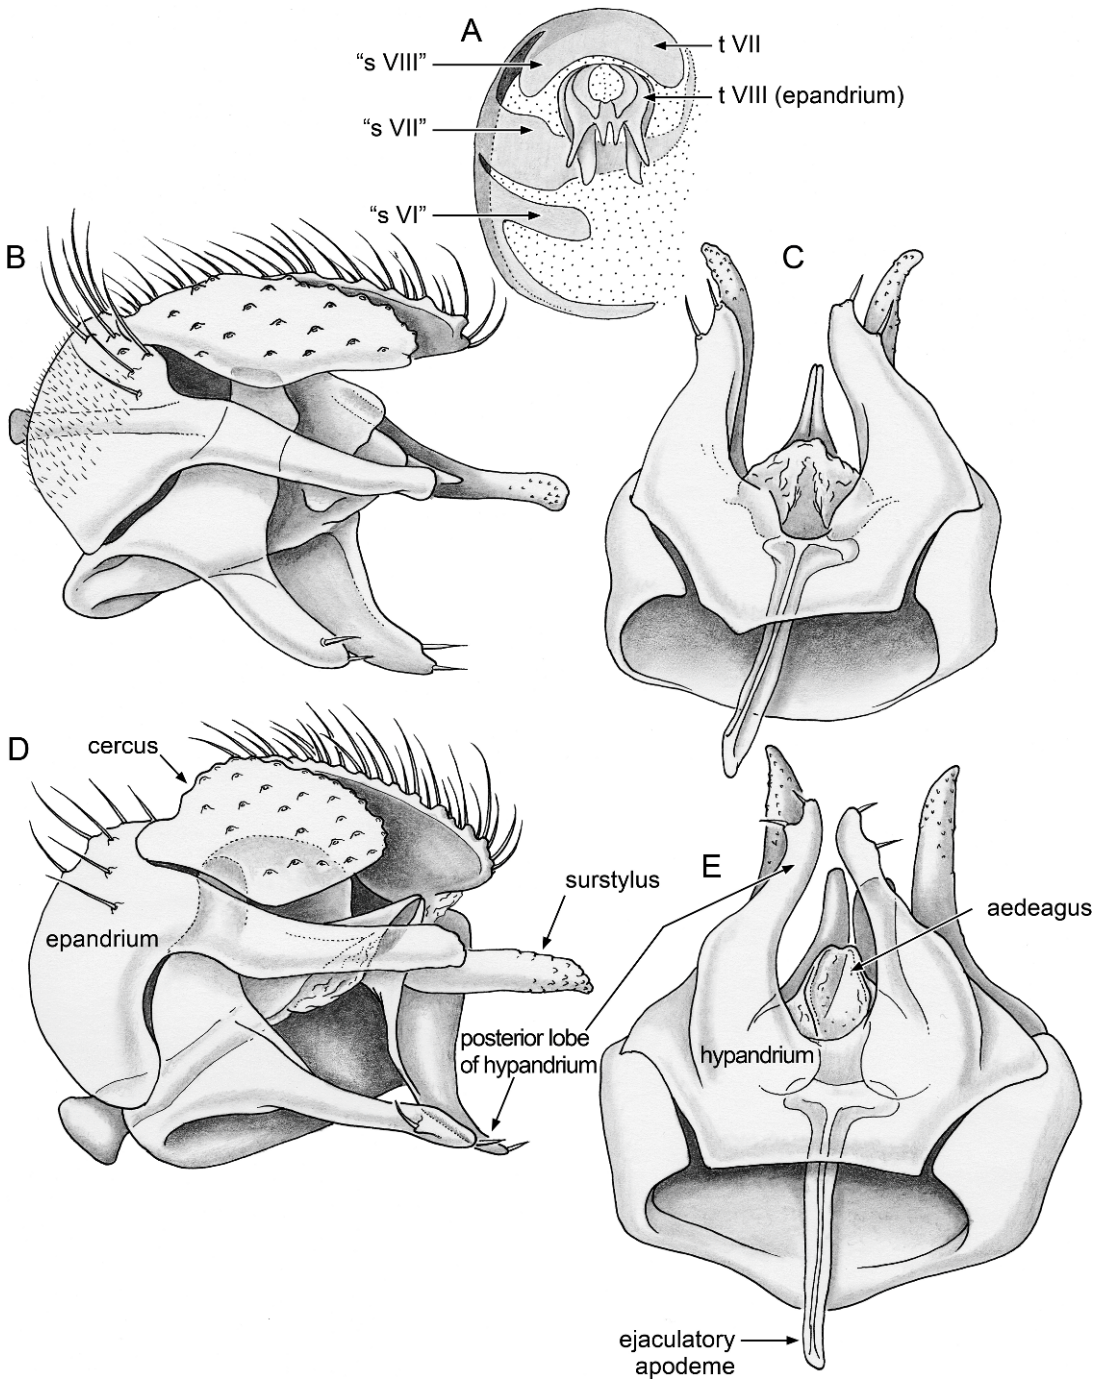 A
t VII
“s VIII”
t VIII (epandrium)
“s VII”
“s VI”
B
C
D
cercus
epandrium
surstylus
posterior lobe
of hypandrium
E
aedeagus
hypandrium
ejaculatory
apodeme